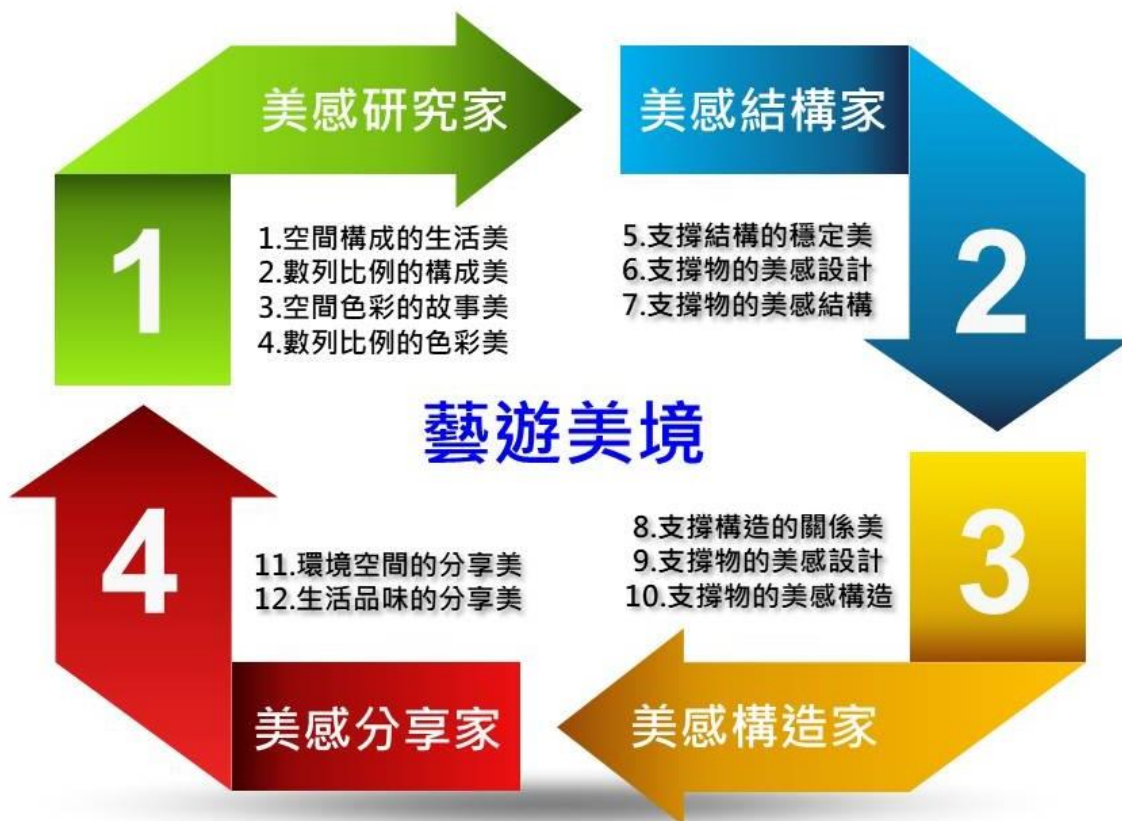 美感研究家
1
1.空間構成的生活美
2.數列比例的構成美
3.空間色彩的故事美
4.數列比例的色彩美
美感結構家
2
5.支撐結構的穩定美
6.支撐物的美感設計
7.支撐物的美感結構
藝遊美境
3
8.支撐構造的關係美
9.支撐物的美感設計
10.支撐物的美感構造
美感構造家
4
11.環境空間的分享美
12.生活品味的分享美
美感分享家